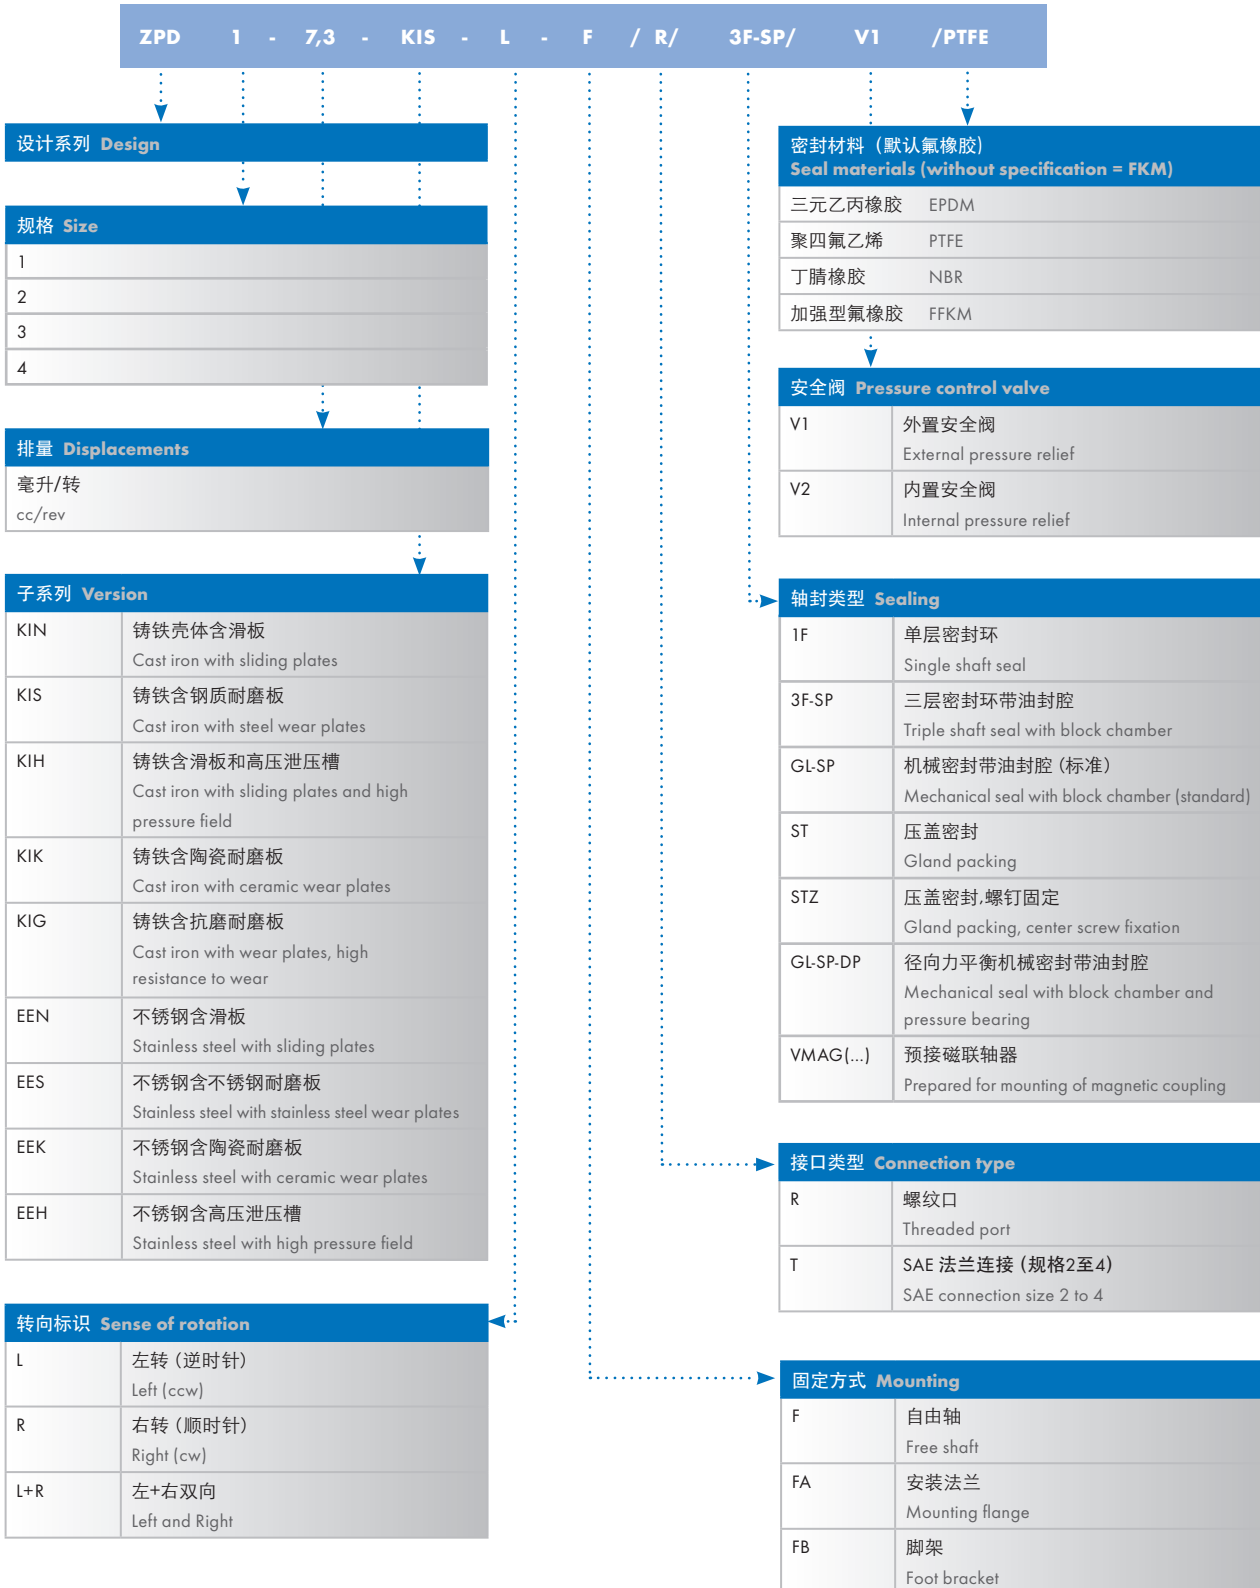 ZPD 1 - 7,3 - KIS - L - F / R/ 3F-SP/ V1 /PTFE
设计系列 Design
规格 Size
1
2
3
4
排量 Displacements
毫升/转
cc/rev
子系列 Version
KIN 铸铁壳体含滑板
Cast iron with sliding plates
KIS 铸铁含钢质耐磨板
Cast iron with steel wear plates
KIH 铸铁含滑板和高压泄压槽
Cast iron with sliding plates and high
pressure field
KIK 铸铁含陶瓷耐磨板
Cast iron with ceramic wear plates
KIG 铸铁含抗磨耐磨板
Cast iron with wear plates, high
resistance to wear
EEN 不锈钢含滑板
Stainless steel with sliding plates
EES 不锈钢含不锈钢耐磨板
Stainless steel with stainless steel wear plates
EEK 不锈钢含陶瓷耐磨板
Stainless steel with ceramic wear plates
EEH 不锈钢含高压泄压槽
Stainless steel with high pressure field
转向标识 Sense of rotation
L 左转（逆时针）
Left (ccw)
R 右转（顺时针）
Right (cw)
L+R 左+右双向
Left and Right
密封材料（默认氟橡胶)
Seal materials (without specification = FKM)
三元乙丙橡胶 EPDM
聚四氟乙烯 PTFE
丁腈橡胶 NBR
加强型氟橡胶 FFKM
安全阀 Pressure control valve
V1 外置安全阀
External pressure relief
V2 内置安全阀
Internal pressure relief
轴封类型 Sealing
1F 单层密封环
Single shaft seal
3F-SP 三层密封环带油封腔
Triple shaft seal with block chamber
GL-SP 机械密封带油封腔（标准）
Mechanical seal with block chamber (standard)
ST 压盖密封
Gland packing
STZ 压盖密封,螺钉固定
Gland packing, center screw fixation
GL-SP-DP 径向力平衡机械密封带油封腔
Mechanical seal with block chamber and
pressure bearing
VMAG(...) 预接磁联轴器
Prepared for mounting of magnetic coupling
接口类型 Connection type
R 螺纹口
Threaded port
T SAE 法兰连接（规格2至4）
SAE connection size 2 to 4
固定方式 Mounting
F 自由轴
Free shaft
FA 安装法兰
Mounting flange
FB 脚架
Foot bracket